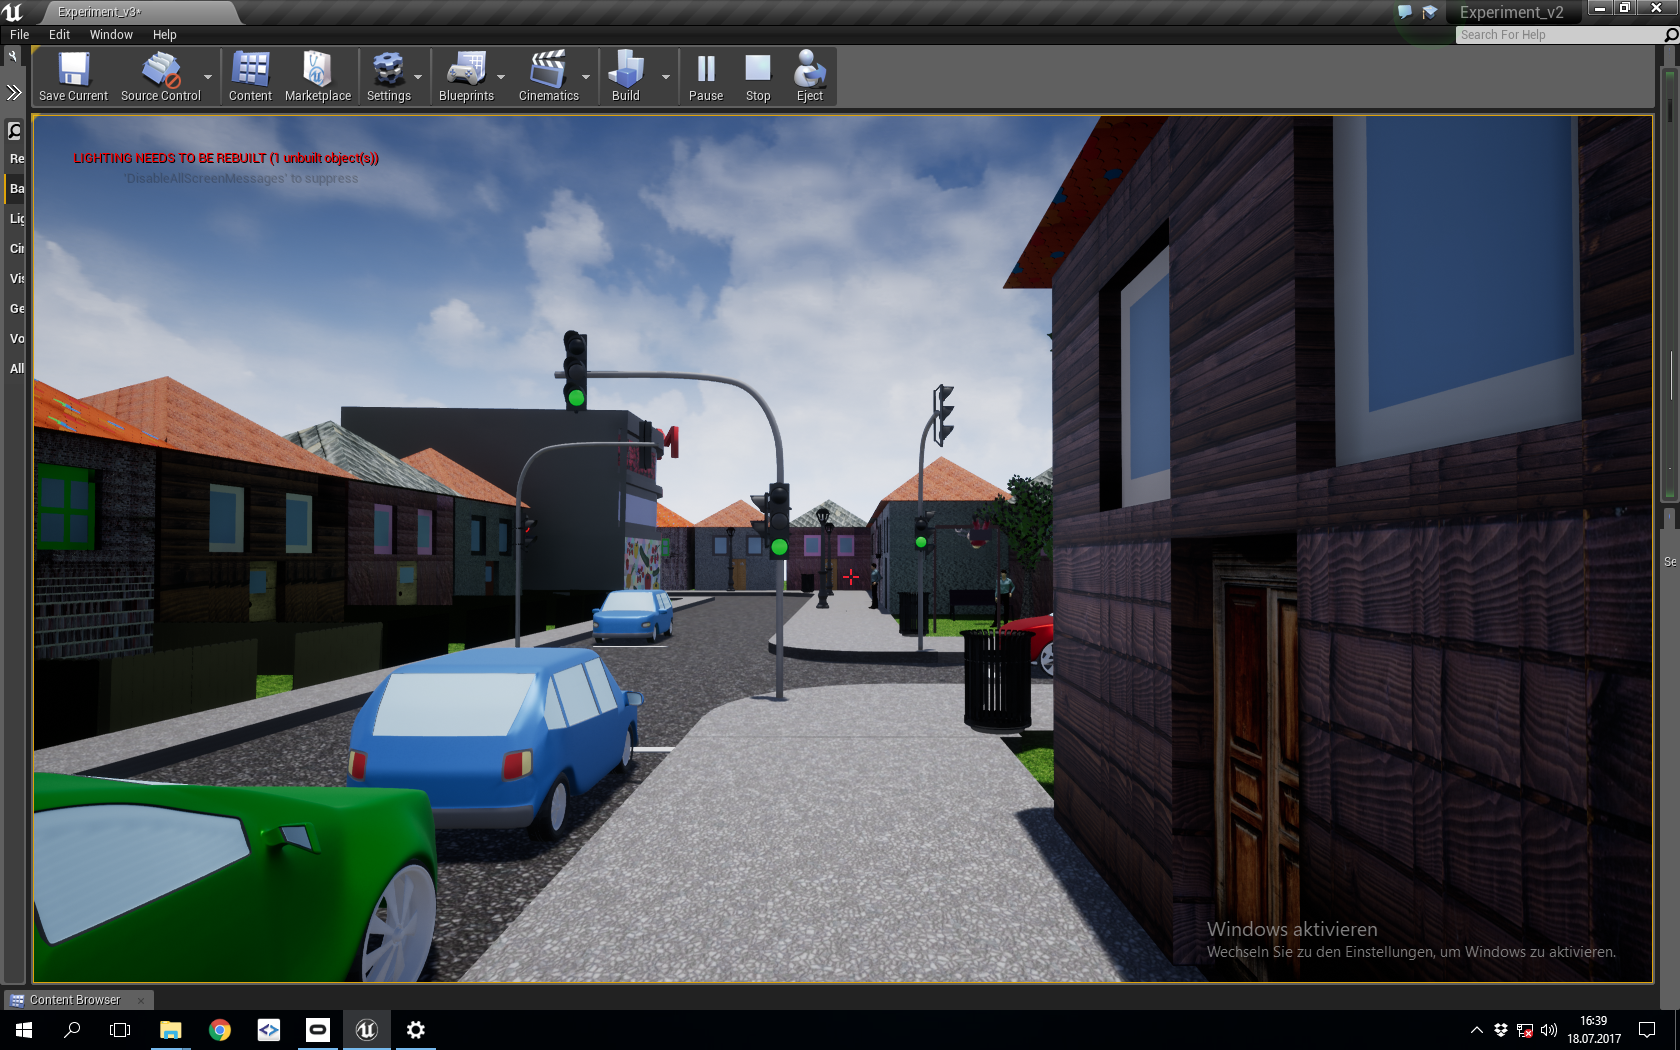 Experiment_v3*
Experiment_v2
File Edit Window Help
Search For Help
Save Current Source Control Content Marketplace Settings Blueprints Cinematics Build Pause Stop Eject
LIGHTING NEEDS TO BE REBUILT (1 unbuilt object(s))
'DisableAllScreenMessages' to suppress
Re
Ba
Lig
Cin
Vis
Ge
Vo
All
Se
Windows aktivieren
Wechseln Sie zu den Einstellungen, um Windows zu aktivieren.
Content Browser
16:39
18.07.2017